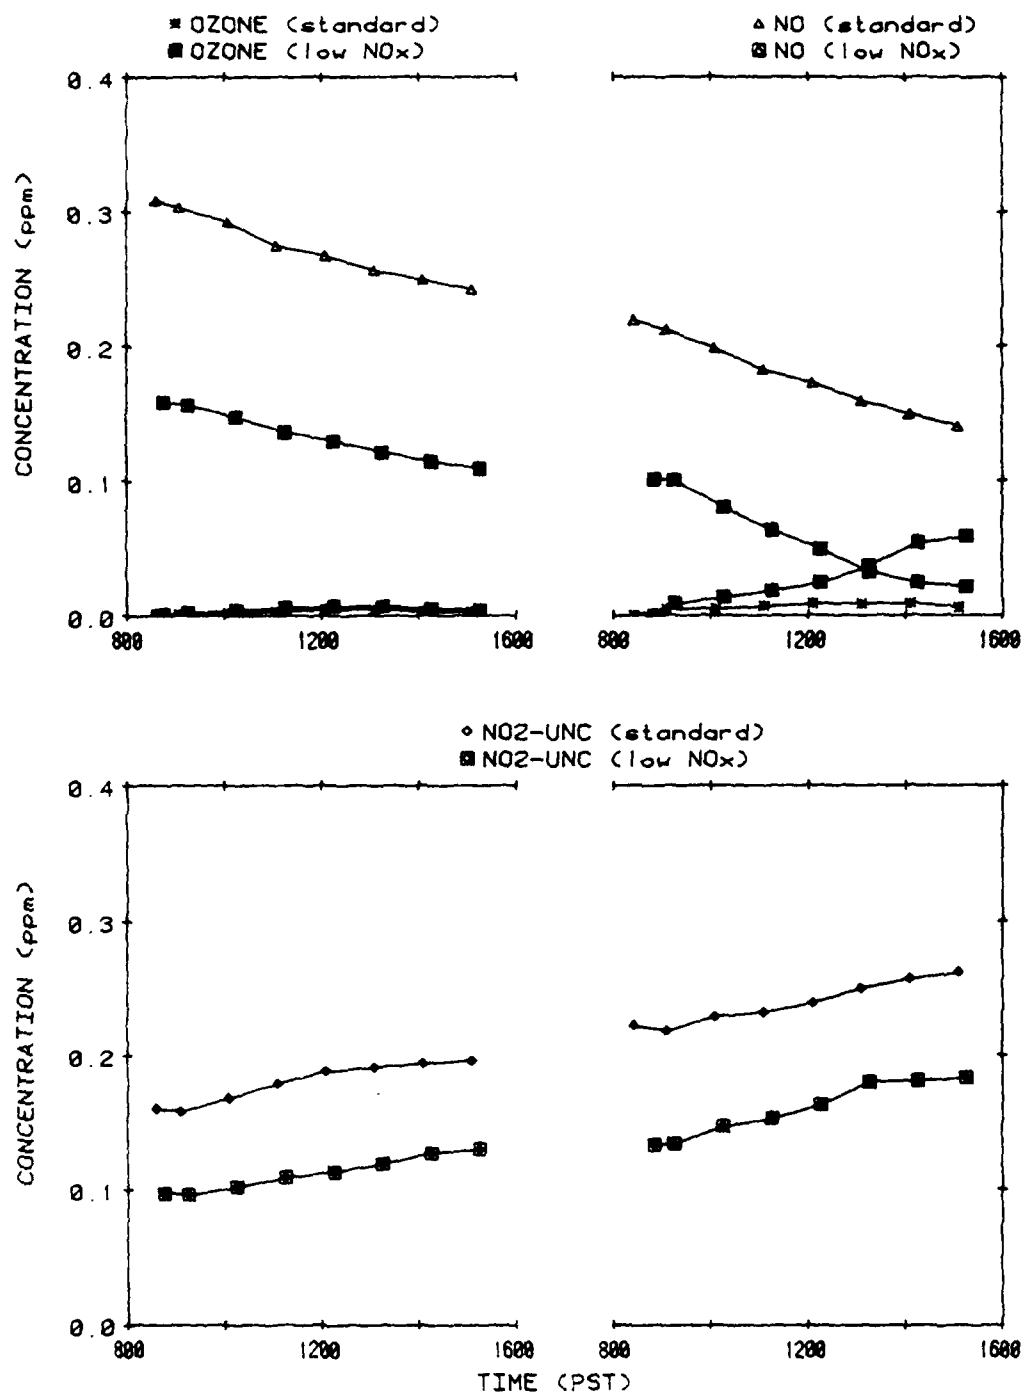 OZONE (standard)
OZONE (low NOx)
NO (standard)
NO (low NOx)
0.4
0.3
0.2
0.1
0.0
CONCENTRATION (ppm)
800 1200 1600
800 1200 1600
NO2-UNC (standard)
NO2-UNC (low NOx)
0.4
0.3
0.2
0.1
0.0
CONCENTRATION (ppm)
800 1200 1600
800 1200 1600
TIME (PST)